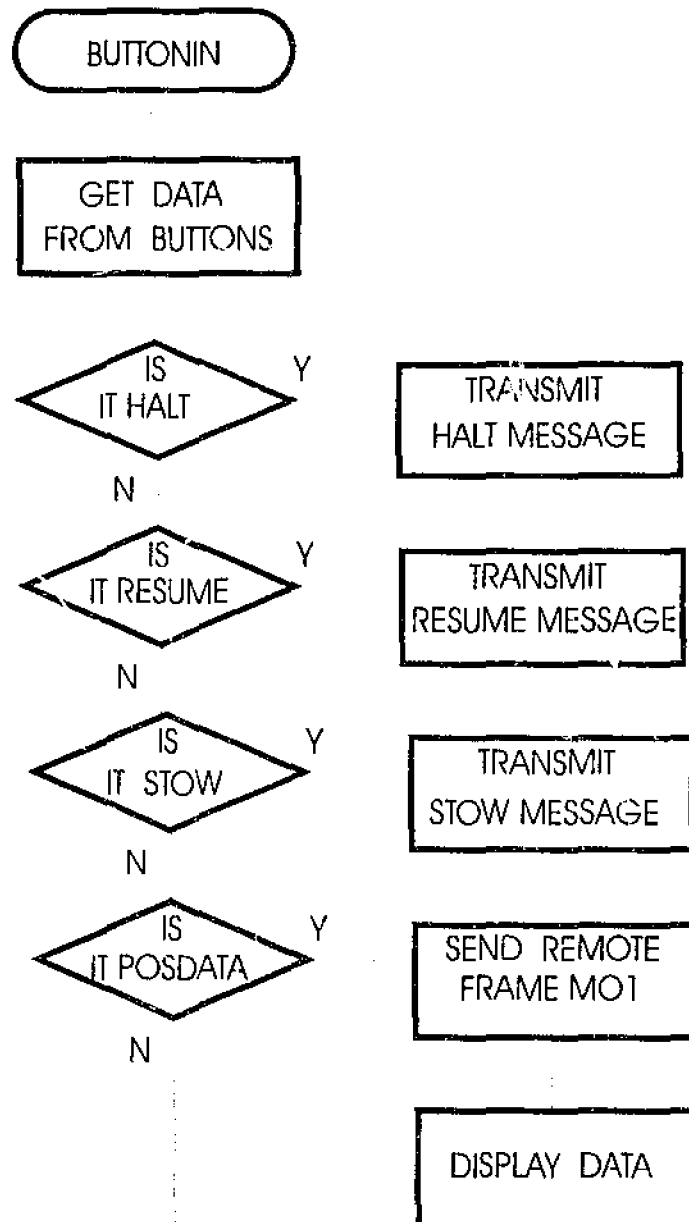 BUTTONIN
GET DATA
FROM BUTTONS
IS
IT HALT
Y
TRANSMIT
HALT MESSAGE
N
IS
IT RESUME
Y
TRANSMIT
RESUME MESSAGE
N
IS
IT STOW
Y
TRANSMIT
STOW MESSAGE
N
IS
IT POSDATA
Y
SEND REMOTE
FRAME MO1
N
DISPLAY DATA